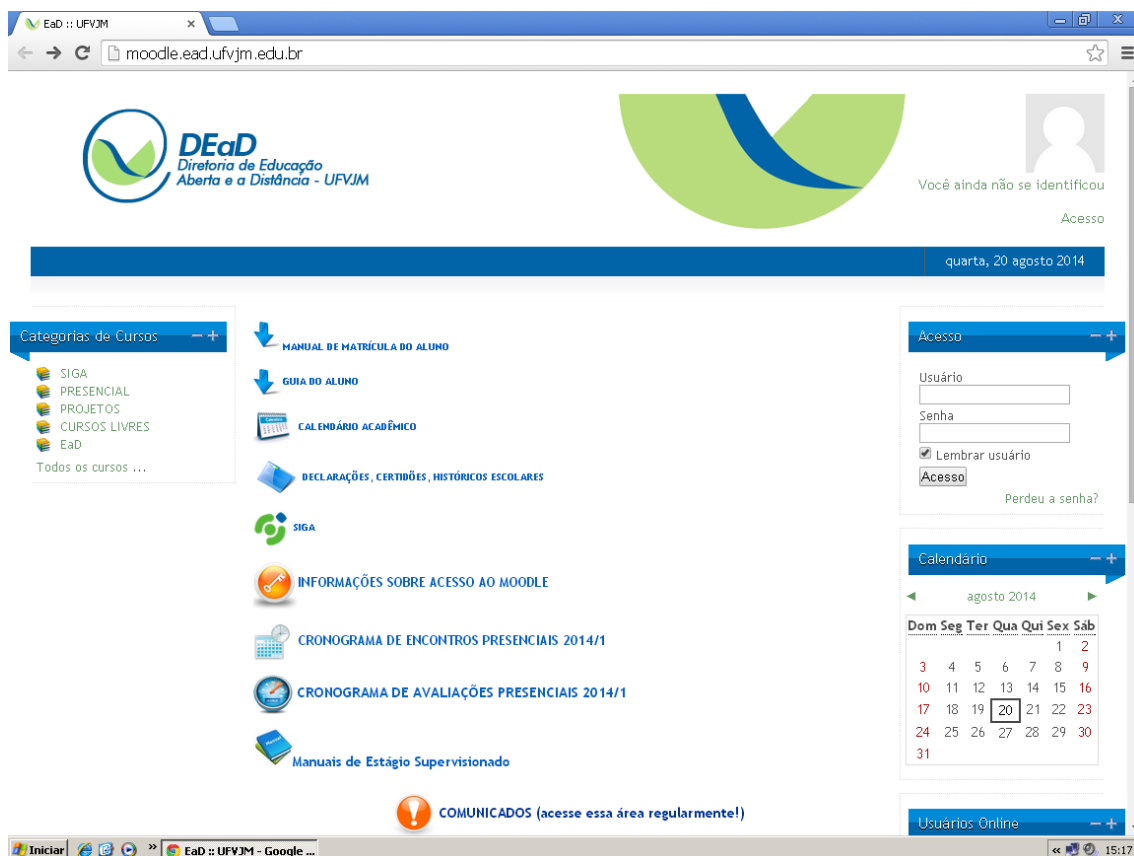 EaD :: UFVJM
moodle.ead.ufvjm.edu.br
DEaD
Diretoria de Educação
Aberta e a Distância - UFVJM
Você ainda não se identificou
Acesso
quarta, 20 agosto 2014
Categorias de Cursos
SIGA
PRESENCIAL
PROJETOS
CURSOS LIVRES
EaD
Todos os cursos ...
MANUAL DE MATRÍCULA DO ALUNO
GUIA DO ALUNO
CALENDÁRIO ACADÊMICO
DECLARAÇÕES, CERTIDÕES, HISTÓRICOS ESCOLARES
SIGA
INFORMAÇÕES SOBRE ACESSO AO MOODLE
CRONOGRAMA DE ENCONTROS PRESENCIAIS 2014/1
CRONOGRAMA DE AVALIAÇÕES PRESENCIAIS 2014/1
Manuais de Estágio Supervisionado
COMUNICADOS (acesse essa área regularmente!)
Acesso
Usuário
Senha
Lembrar usuário
Acesso
Perdeu a senha?
Calendário
agosto 2014
Dom Seg Ter Qua Qui Sex Sáb
1 2
3 4 5 6 7 8 9
10 11 12 13 14 15 16
17 18 19 20 21 22 23
24 25 26 27 28 29 30
31
Usuários Online
Iniciar
EaD :: UFVJM - Google ...
15:17